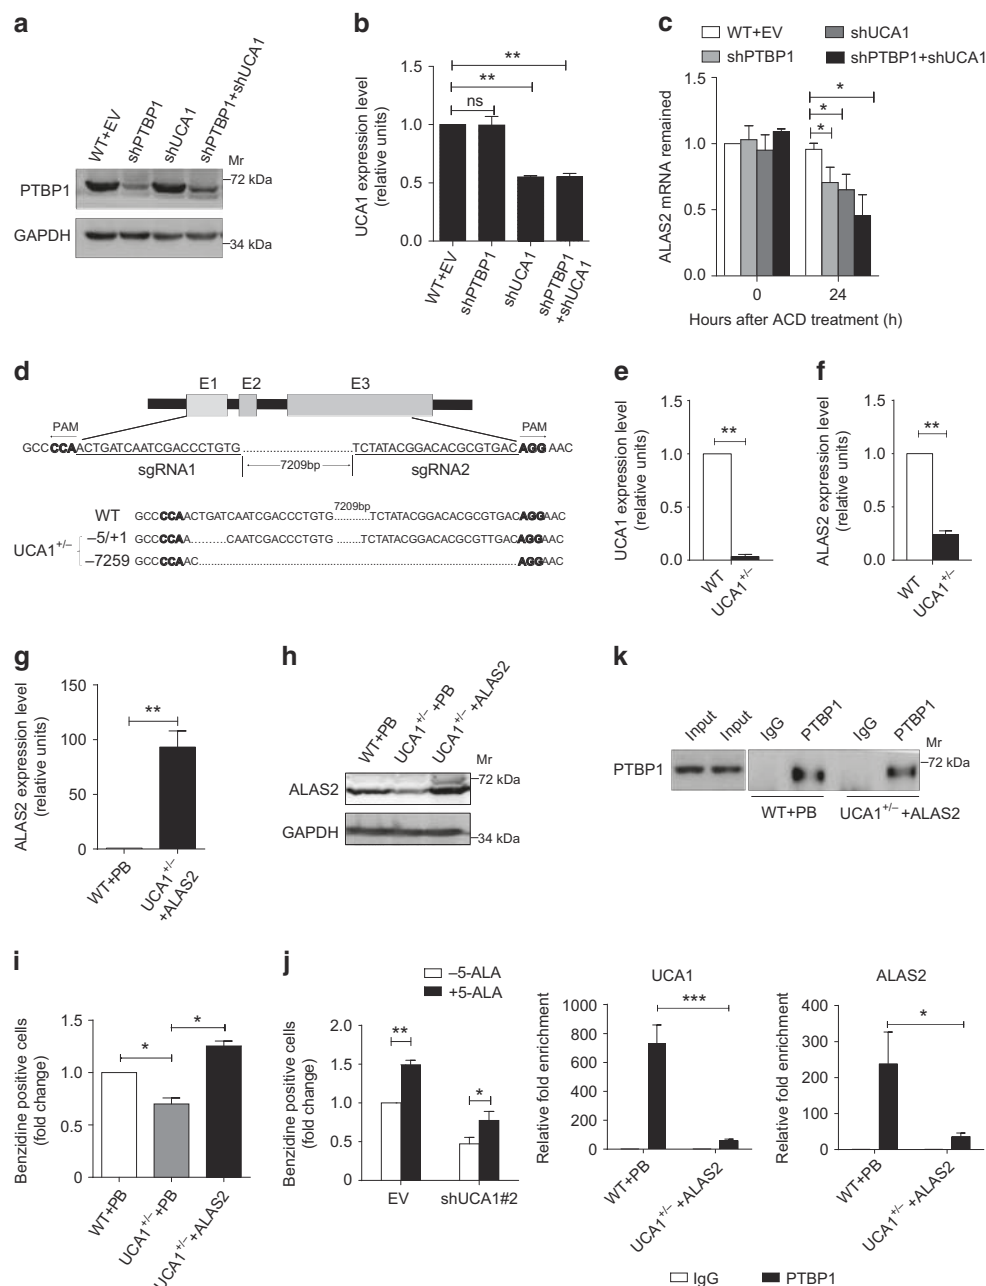 a
WT+EV
shPTBP1
shUCA1
shPTBP1+shUCA1
Mr
PTBP1
–72 kDa
GAPDH
–34 kDa
b
UCA1 expression level
(relative units)
1.5
1.0
0.5
0.0
**
**
ns
WT+EV
shPTBP1
shUCA1
shPTBP1
+shUCA1
c
WT+EV
shUCA1
shPTBP1
shPTBP1+shUCA1
ALAS2 mRNA remained
1.5
1.0
0.5
0.0
*
*
*
0
24
Hours after ACD treatment (h)
d
E1
E2
E3
PAM
PAM
GCCCCAACTGATCAATCGACCCTGTG
TCTATACGGACACGCGTGACAGGAAC
sgRNA1
7209bp
sgRNA2
7209bp
WT
GCCCCAACTGATCAATCGACCCTGTG..........TCTATACGGACACGCGTGACAGGAAC
UCA1+/–
–5/+1
GCCCCAA.........CAATCGACCCTGTG ......TCTATACGGACACGCGTTGACAGGAAC
–7259
GCCCCAAC..........AGGAAC
e
UCA1 expression level
(relative units)
1.5
1.0
0.5
0.0
**
WT
UCA1+/–
f
ALAS2 expression level
(relative units)
1.5
1.0
0.5
0.0
**
WT
UCA1+/–
g
ALAS2 expression level
(relative units)
150
100
50
0
**
WT+PB
UCA1+/–
+ALAS2
h
WT+PB
UCA1+/– +PB
UCA1+/– +ALAS2
Mr
–72 kDa
ALAS2
GAPDH
–34 kDa
k
Input
Input
IgG
PTBP1
IgG
PTBP1
Mr
–72 kDa
PTBP1
WT+PB
UCA1+/– +ALAS2
i
Benzidine positive cells
(fold change)
1.5
1.0
0.5
0
*
*
WT+PB
UCA1+/– +PB
UCA1+/– +ALAS2
j
–5-ALA
+5-ALA
Benzidine positive cells
(fold change)
2.0
1.5
1.0
0.5
0
**
*
EV
shUCA1#2
UCA1
Relative fold enrichment
1000
800
600
400
200
0
***
WT+PB
UCA1+/– +ALAS2
ALAS2
Relative fold enrichment
400
300
200
100
0
*
WT+PB
UCA1+/– +ALAS2
IgG
PTBP1